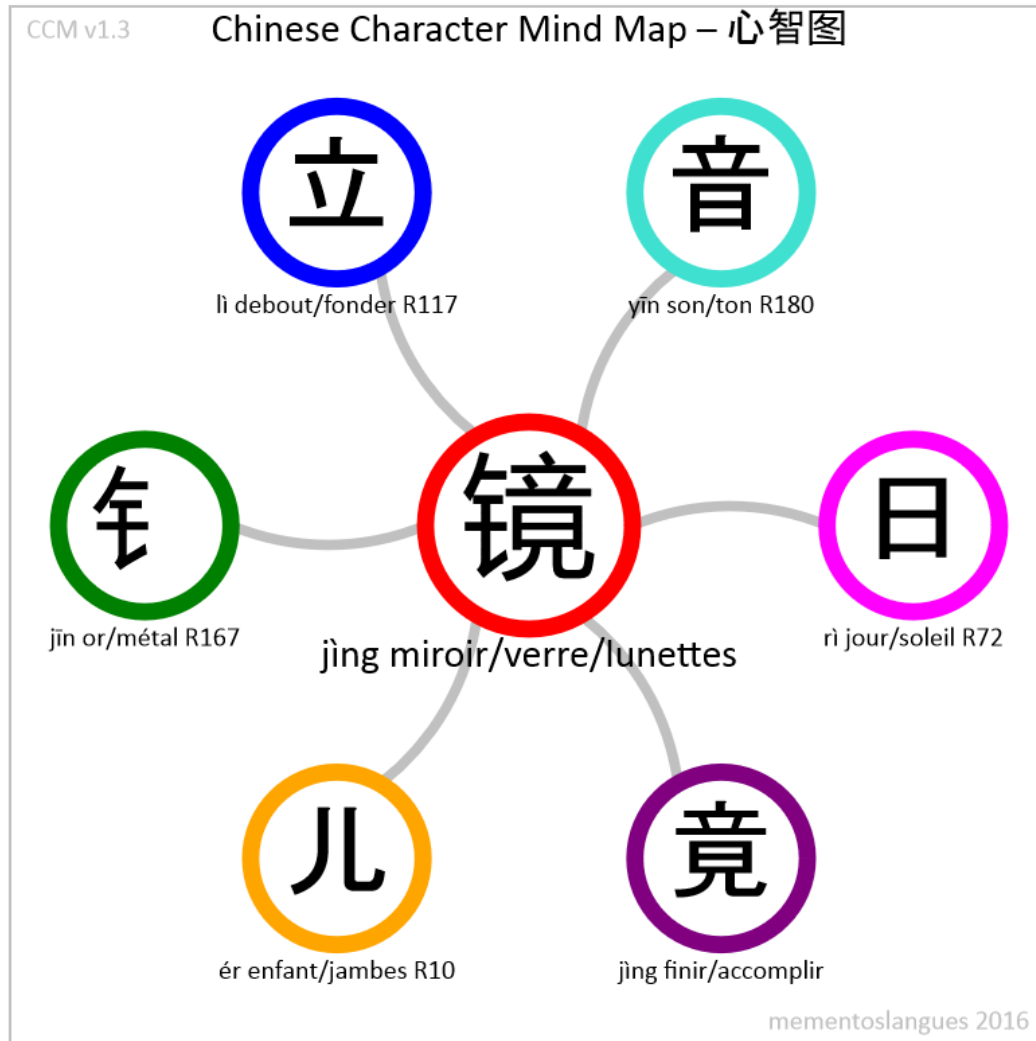 CCM v1.3
Chinese Character Mind Map – 心智图
立
lì debout/fonder R117
音
yīn son/ton R180
钅
jīn or/métal R167
镜
jìng miroir/verre/lunettes
日
rì jour/soleil R72
儿
ér enfant/jambes R10
竟
jìng finir/accomplir
mementoslangues 2016